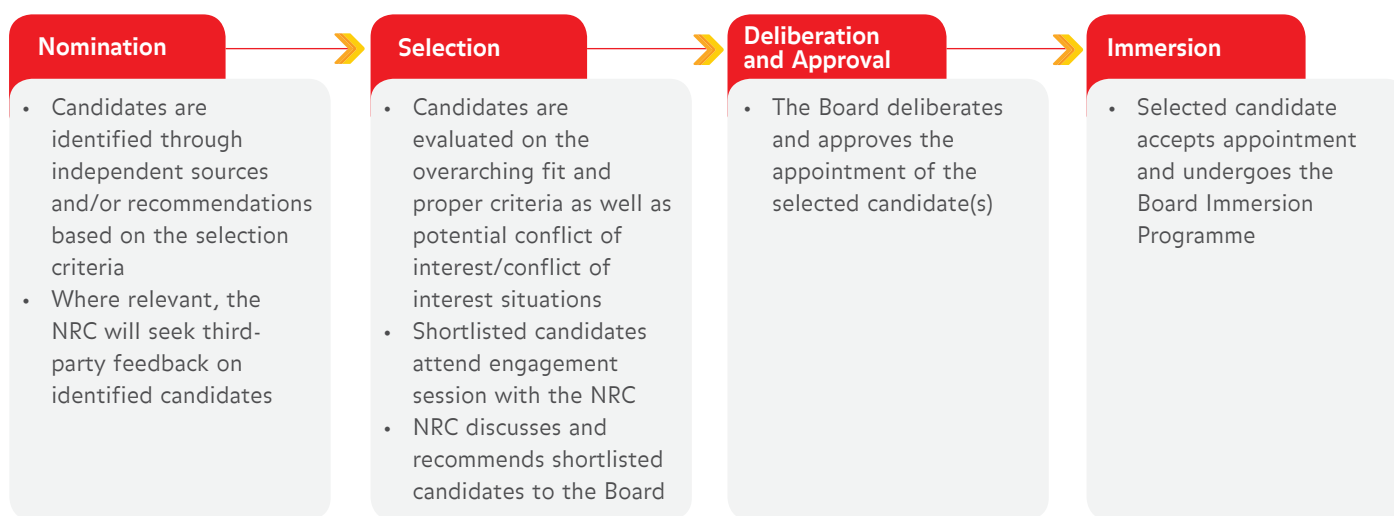 Nomination
• Candidates are
identified through
independent sources
and/or recommendations
based on the selection
criteria
• Where relevant, the
NRC will seek third-
party feedback on
identified candidates
Selection
• Candidates are
evaluated on the
overarching fit and
proper criteria as well as
potential conflict of
interest/conflict of
interest situations
• Shortlisted candidates
attend engagement
session with the NRC
• NRC discusses and
recommends shortlisted
candidates to the Board
Deliberation
and Approval
• The Board deliberates
and approves the
appointment of the
selected candidate(s)
Immersion
• Selected candidate
accepts appointment
and undergoes the
Board Immersion
Programme